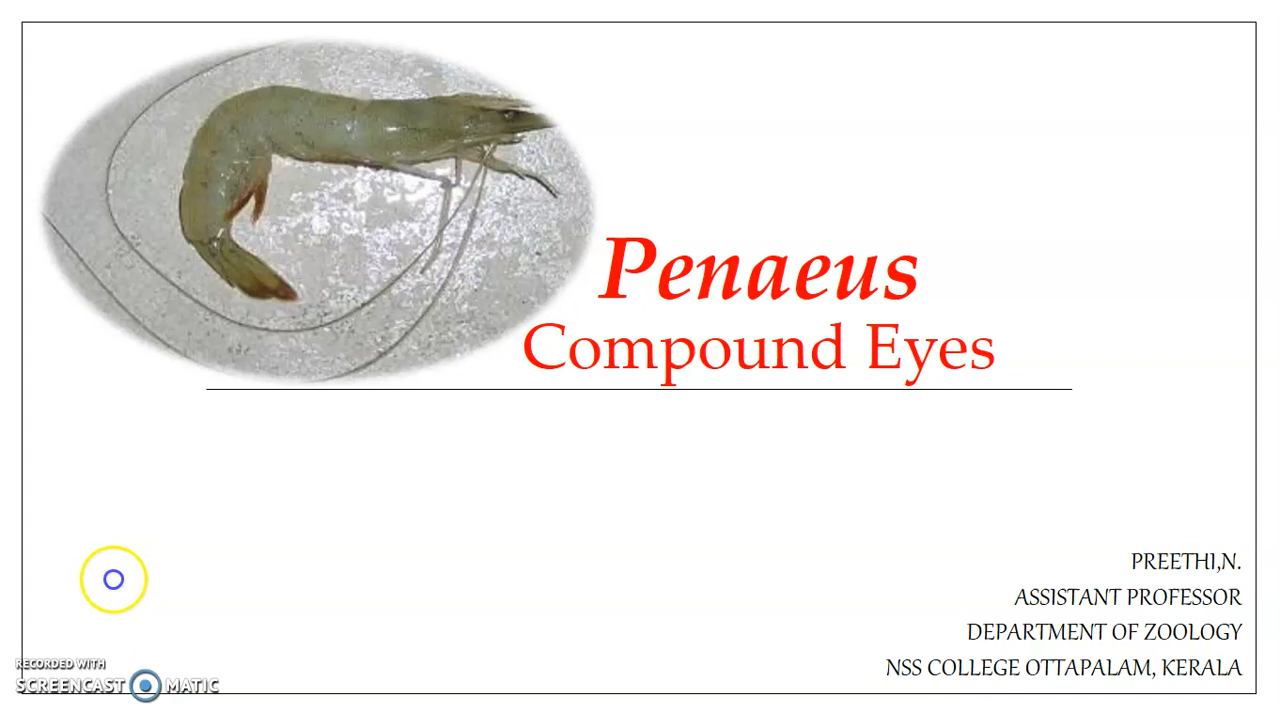 Penaeus
Compound Eyes
PREETHI,N.
ASSISTANT PROFESSOR
DEPARTMENT OF ZOOLOGY
NSS COLLEGE OTTAPALAM, KERALA
RECORDED WITH
SCREENCAST MATIC